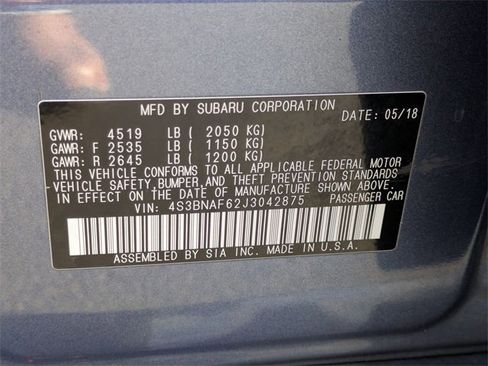 MFD BY SUBARU CORPORATION DATE: 05/18
GVWR: 4519 LB ( 2050 KG)
GAWR: F 2535 LB ( 1150 KG)
GAWR: R 2645 LB ( 1200 KG)
THIS VEHICLE CONFORMS TO ALL APPLICABLE FEDERAL MOTOR
VEHICLE SAFETY, BUMPER, AND THEFT PREVENTION STANDARDS
IN EFFECT ON THE DATE OF MANUFACTURE SHOWN ABOVE.
VIN: 4S3BNAF62J3042875 PASSENGER CAR
ASSEMBLED BY SIA INC. MADE IN U.S.A.